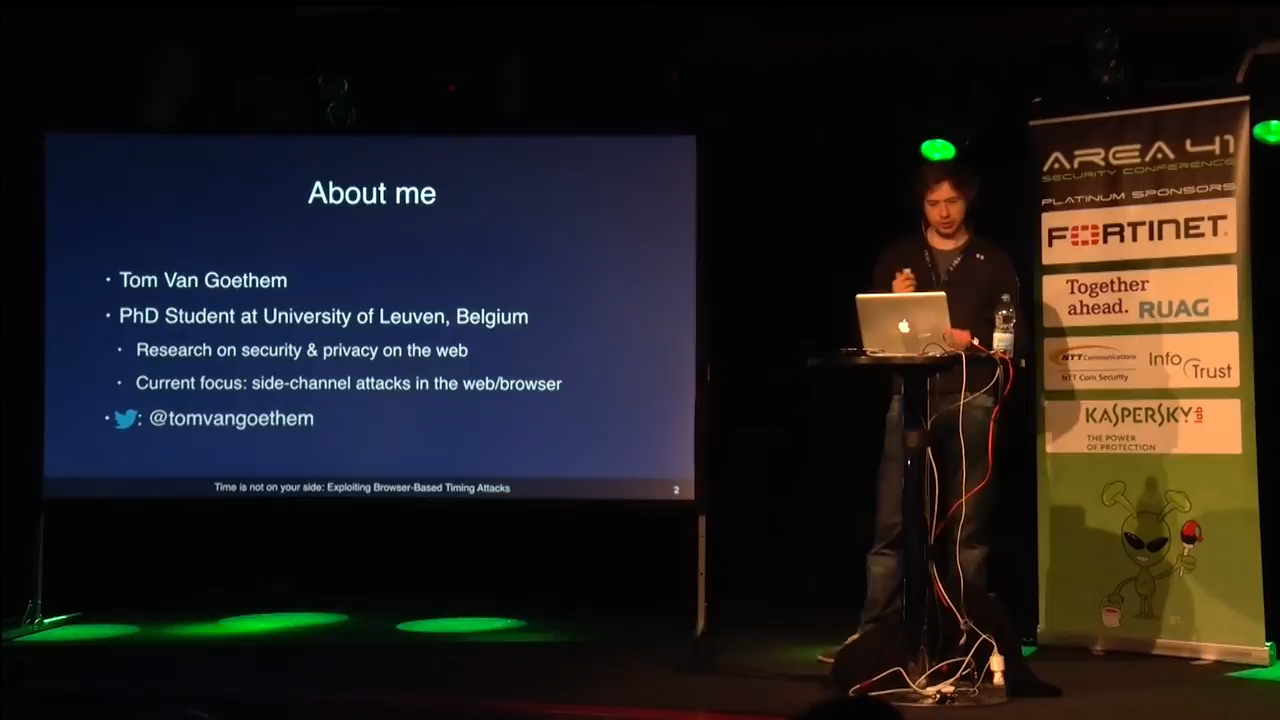 About me
· Tom Van Goethem
· PhD Student at University of Leuven, Belgium
· Research on security & privacy on the web
· Current focus: side-channel attacks in the web/browser
· : @tomvangoethem
Time is not on your side: Exploiting Browser-Based Timing Attacks
2
AREA 41
SECURITY CONFERENCE
PLATINUM SPONSORS
FORTINET
Together
ahead. RUAG
NTT Communications
NTT Com Security
Info
Trust
KASPERSKY lab
THE POWER
OF PROTECTION